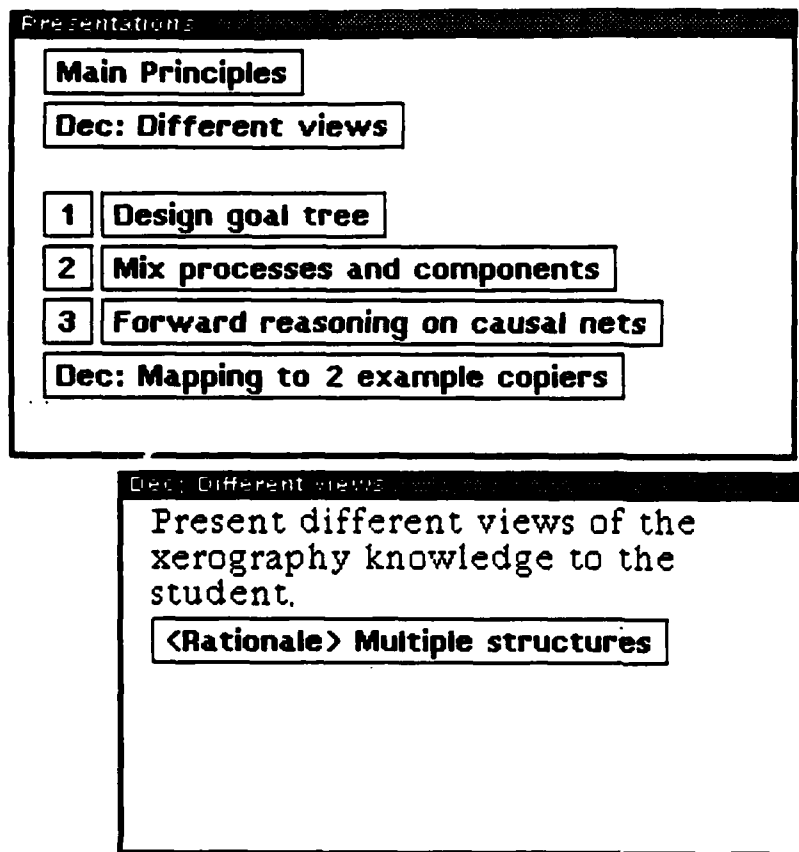 Presentations
Main Principles
Dec: Different views
1 Design goal tree
2 Mix processes and components
3 Forward reasoning on causal nets
Dec: Mapping to 2 example copiers
Dec: Different views
Present different views of the
xerography knowledge to the
student.
<Rationale> Multiple structures